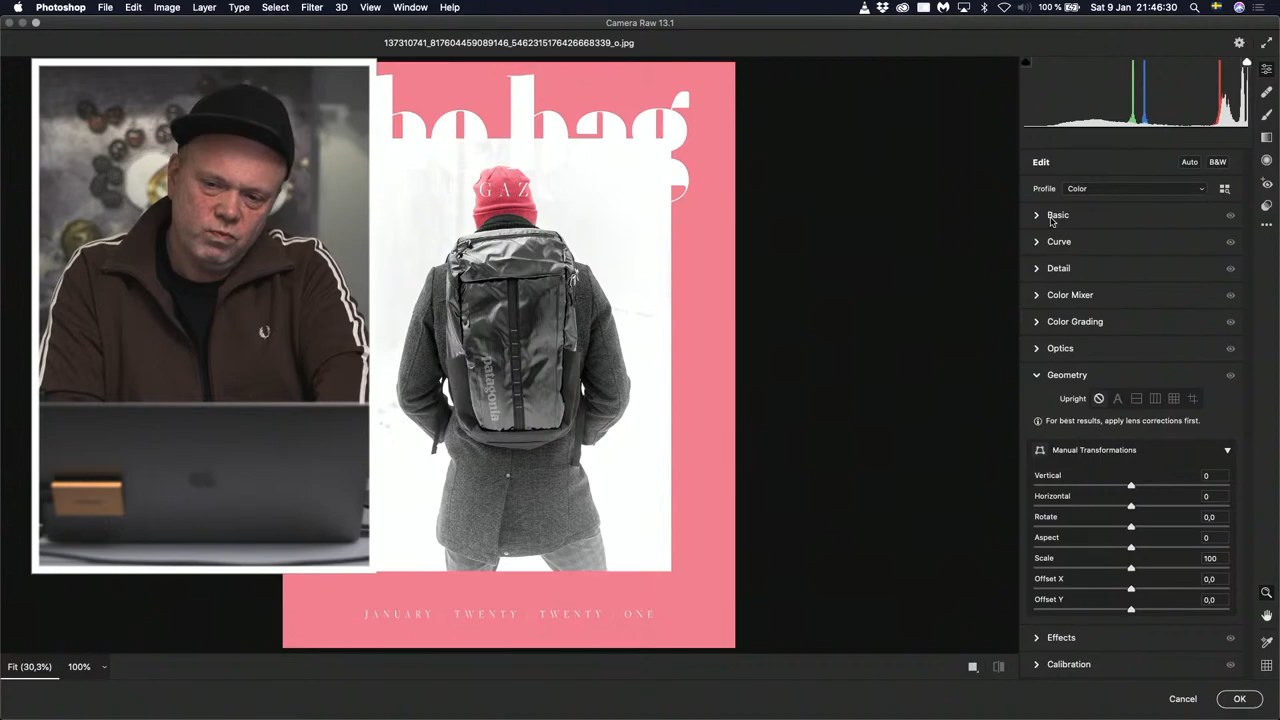 Photoshop File Edit Image Layer Type Select Filter 3D View Window Help
100 % Sat 9 Jan 21:46:30
Camera Raw 13.1
137310741_817604459089146_5462315176426668339_o.jpg
ho bag
GAZ
patagonia
JANUARY TWENTY TWENTY ONE
Edit Auto B&W
Profile Color
Basic
Curve
Detail
Color Mixer
Color Grading
Optics
Geometry
Upright A
For best results, apply lens corrections first.
Manual Transformations
Vertical 0
Horizontal 0
Rotate 0,0
Aspect 0
Scale 100
Offset X 0,0
Offset Y 0,0
Effects
Calibration
Fit (30,3%) 100%
Cancel OK